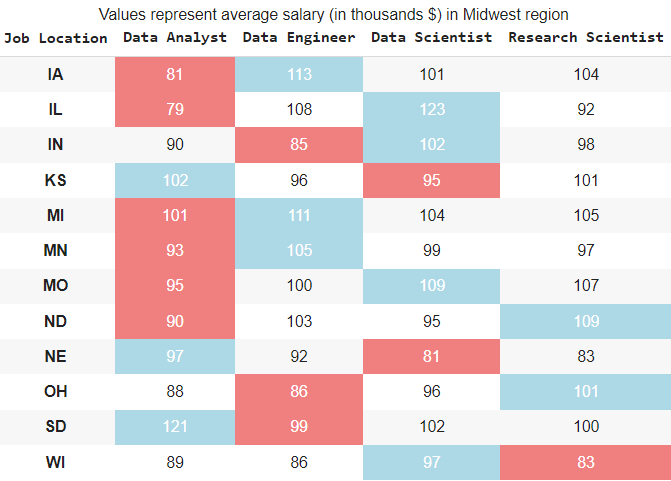 Values represent average salary (in thousands $) in Midwest region
Job Location Data Analyst Data Engineer Data Scientist Research Scientist
IA 81 113 101 104
IL 79 108 123 92
IN 90 85 102 98
KS 102 96 95 101
MI 101 111 104 105
MN 93 105 99 97
MO 95 100 109 107
ND 90 103 95 109
NE 97 92 81 83
OH 88 86 96 101
SD 121 99 102 100
WI 89 86 97 83